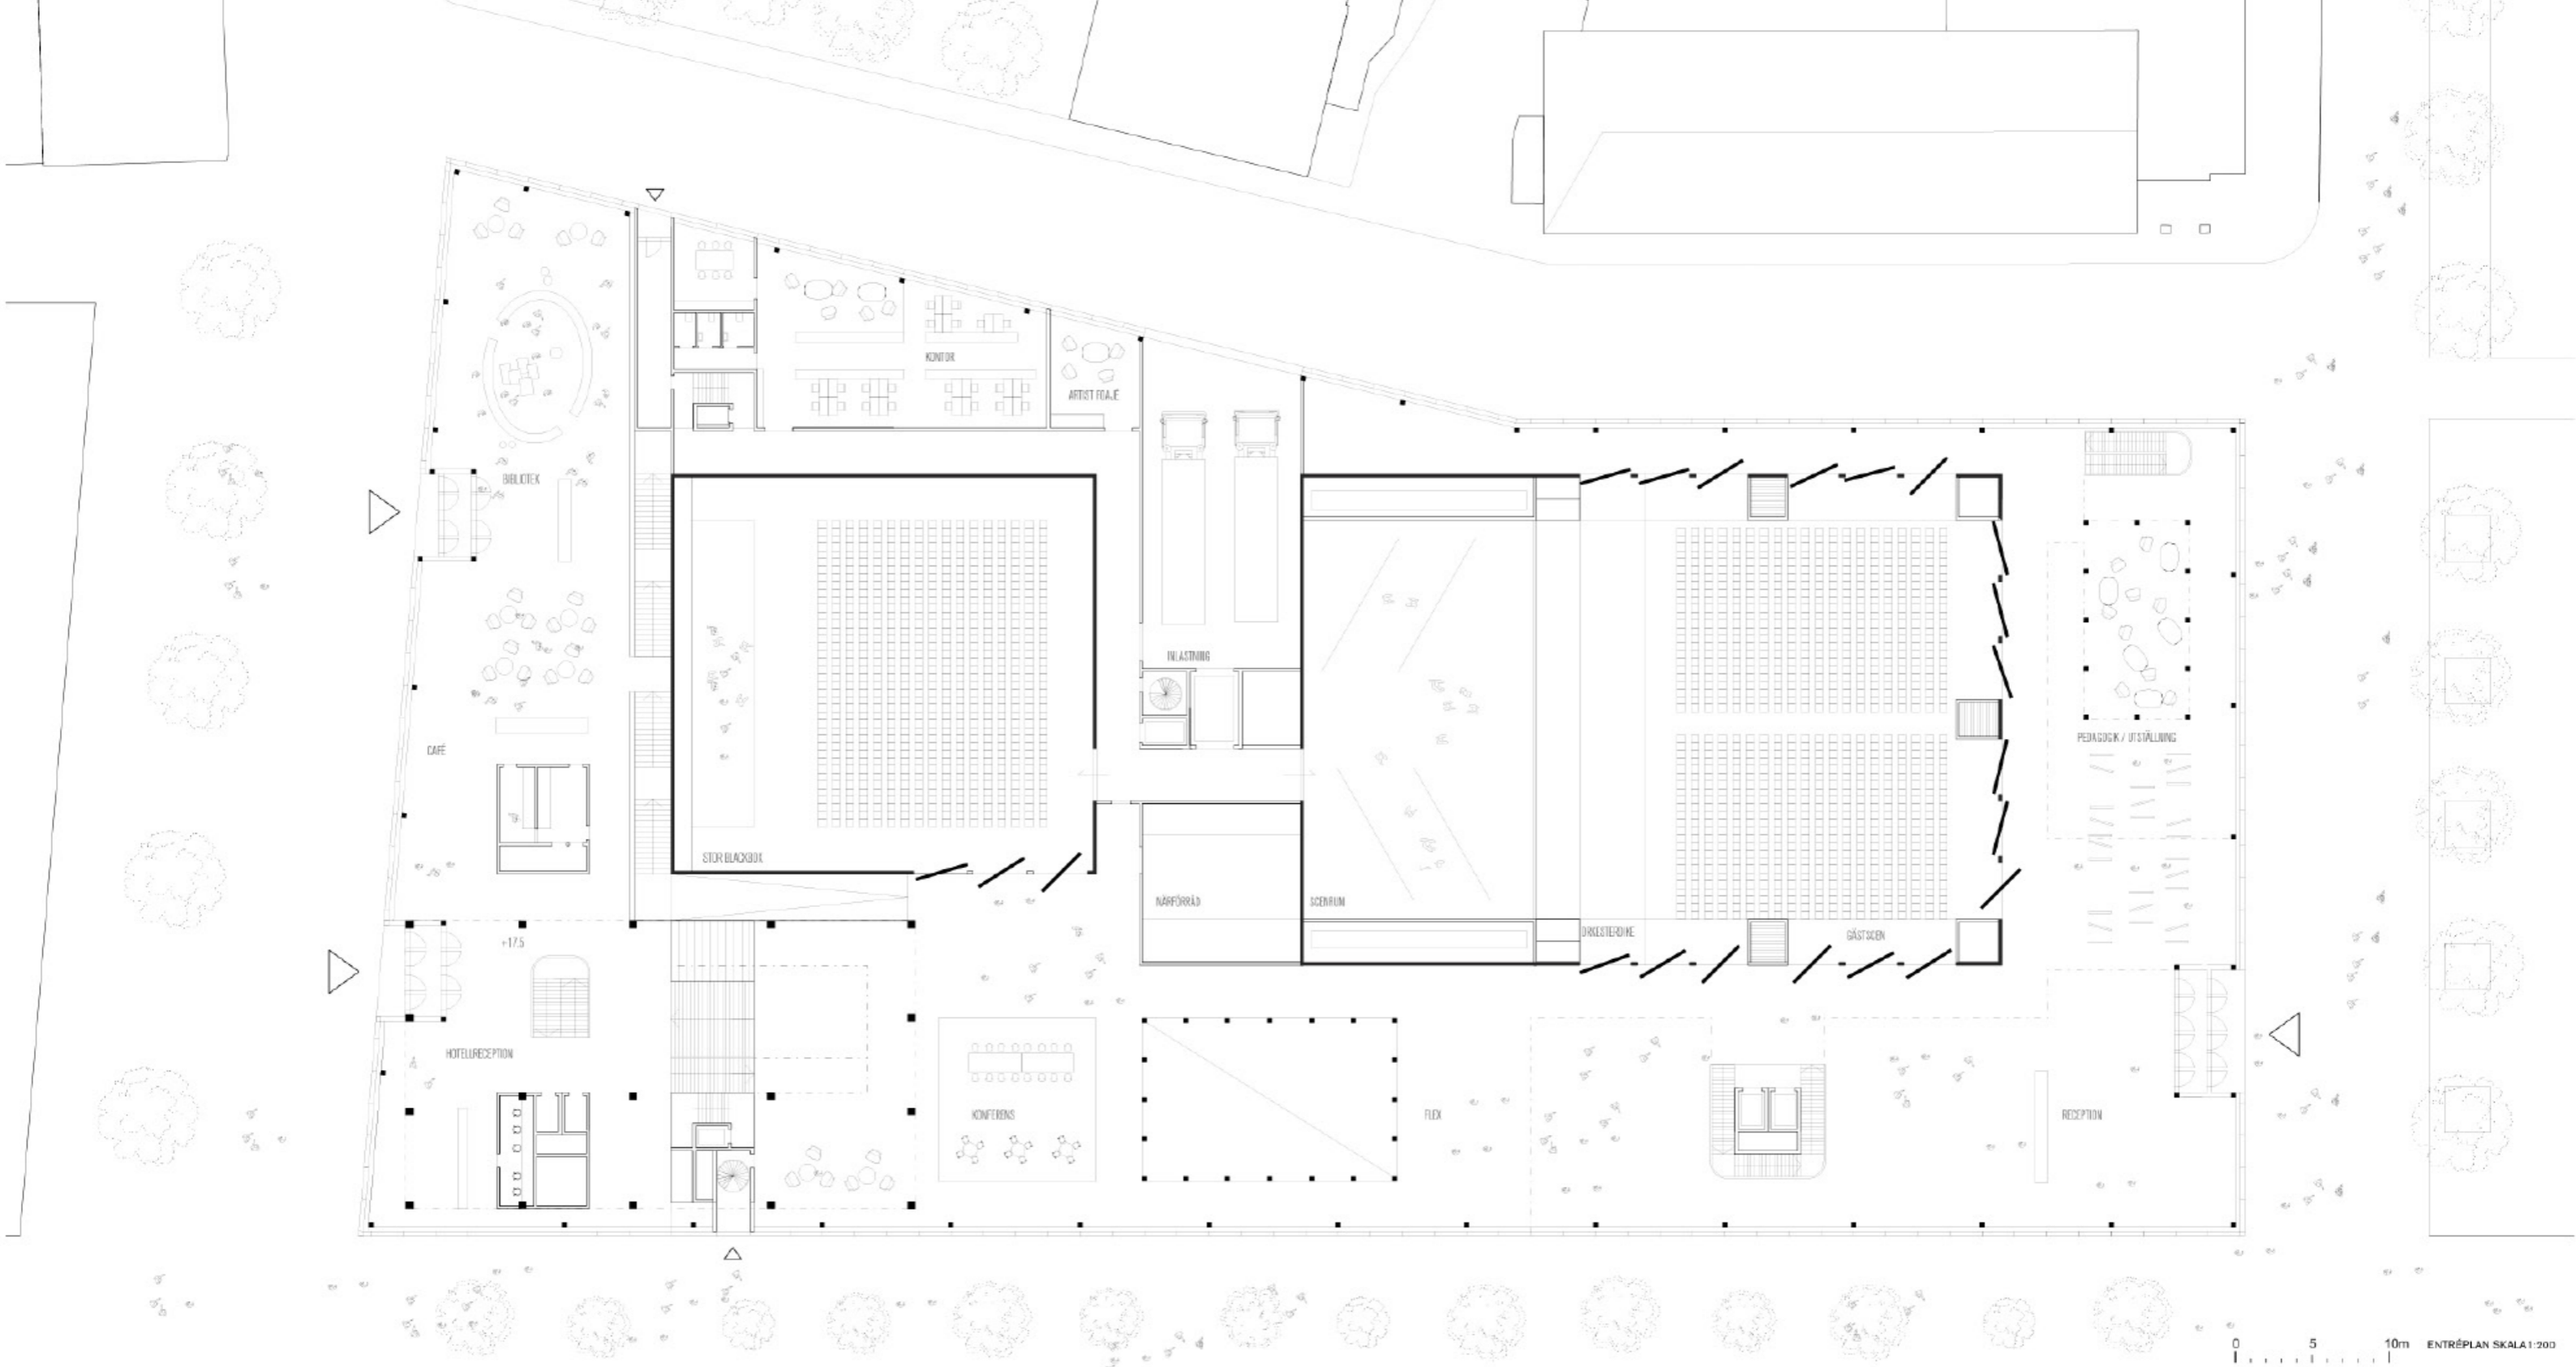 KONTOR
ARTIST FOAJÉ
BIBLIOTEK
INLASTNING
CAFÉ
PEDAGOGIK / UTSTÄLLNING
STOR BLACKBOX
NÄRFÖRRÅD
SCENRUM
ORKESTERDIKE
GÄSTSCEN
+17.5
HOTELLRECEPTION
KONFERENS
FLEX
RECEPTION
0 5 10m ENTRÉPLAN SKALA 1:200